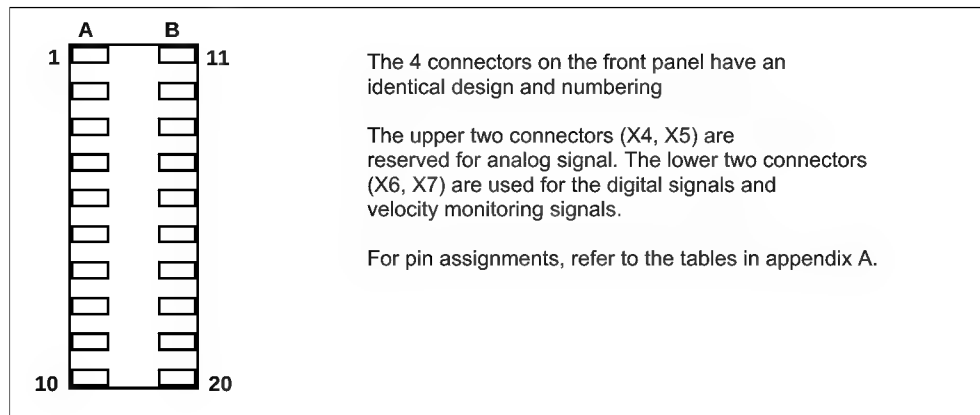 A B
1 11
10 20
The 4 connectors on the front panel have an
identical design and numbering
The upper two connectors (X4, X5) are
reserved for analog signal. The lower two connectors
(X6, X7) are used for the digital signals and
velocity monitoring signals.
For pin assignments, refer to the tables in appendix A.